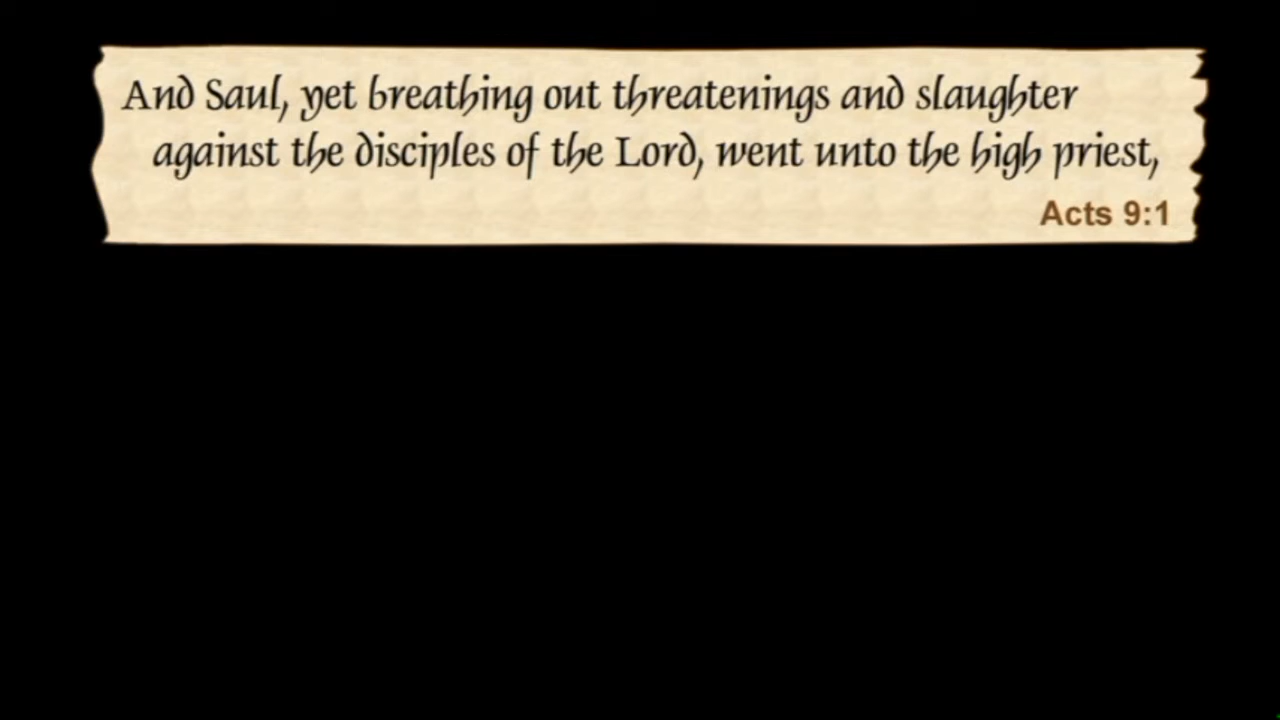 And Saul, yet breathing out threatenings and slaughter
against the disciples of the Lord, went unto the high priest,
Acts 9:1